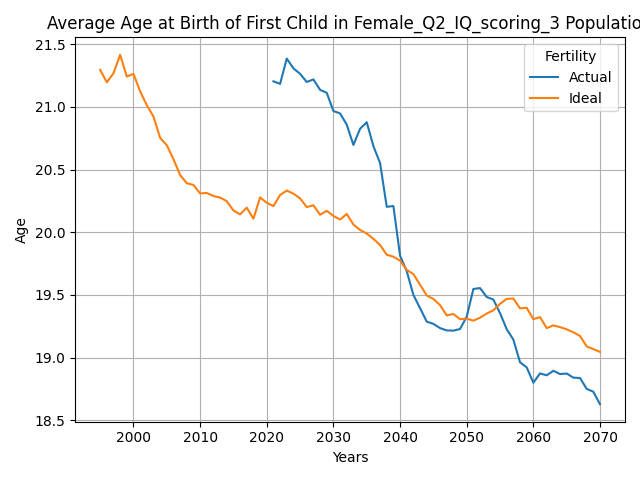 Average Age at Birth of First Child in Female_Q2_IQ_scoring_3 Populatio
21.5
21.0
20.5
20.0
19.5
19.0
18.5
Age
Fertility
Actual
Ideal
2000 2010 2020 2030 2040 2050 2060 2070
Years